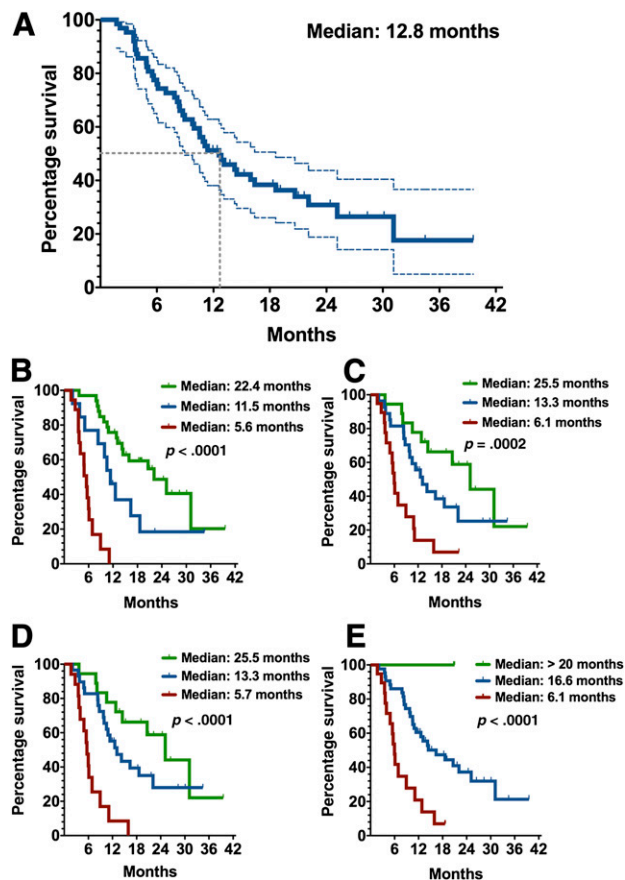 A
Median: 12.8 months
Percentage survival
100
80
60
40
20
0
6 12 18 24 30 36 42
Months
B
Median: 22.4 months
Median: 11.5 months
Median: 5.6 months
p < .0001
Percentage survival
100
80
60
40
20
0
6 12 18 24 30 36 42
Months
C
Median: 25.5 months
Median: 13.3 months
Median: 6.1 months
p = .0002
Percentage survival
100
80
60
40
20
0
6 12 18 24 30 36 42
Months
D
Median: 25.5 months
Median: 13.3 months
Median: 5.7 months
p < .0001
Percentage survival
100
80
60
40
20
0
6 12 18 24 30 36 42
Months
E
Median: > 20 months
Median: 16.6 months
Median: 6.1 months
p < .0001
Percentage survival
100
80
60
40
20
0
6 12 18 24 30 36 42
Months